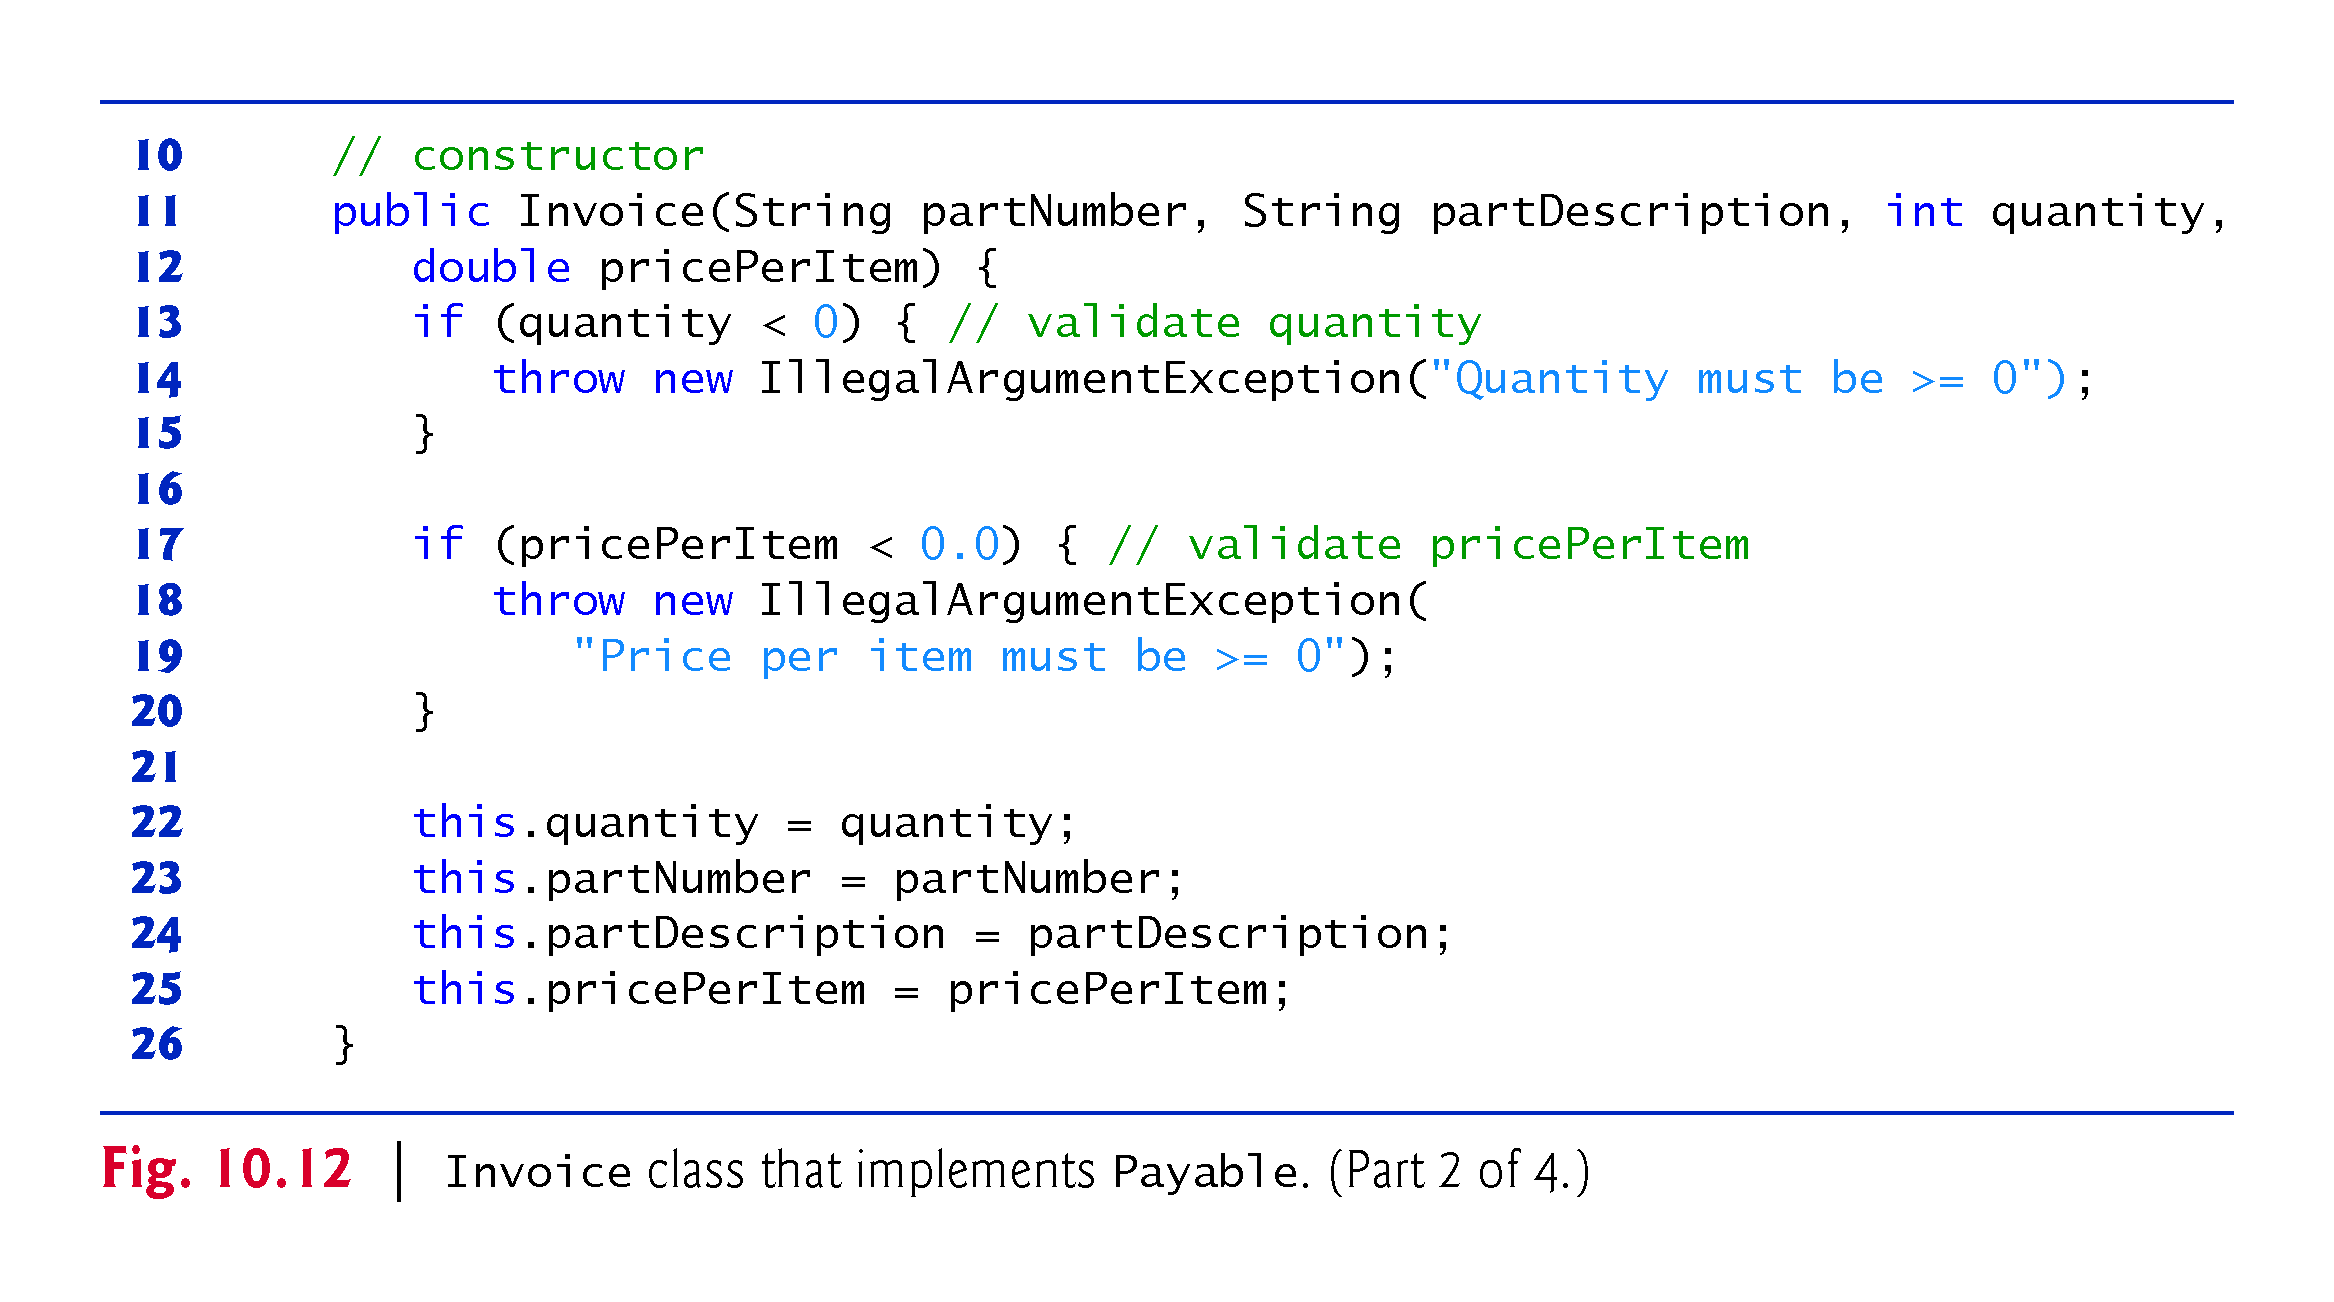 10 // constructor
11 public Invoice(String partNumber, String partDescription, int quantity,
12 double pricePerItem) {
13 if (quantity < 0) { // validate quantity
14 throw new IllegalArgumentException("Quantity must be >= 0");
15 }
16
17 if (pricePerItem < 0.0) { // validate pricePerItem
18 throw new IllegalArgumentException(
19 "Price per item must be >= 0");
20 }
21
22 this.quantity = quantity;
23 this.partNumber = partNumber;
24 this.partDescription = partDescription;
25 this.pricePerItem = pricePerItem;
26 }
Fig. 10.12 | Invoice class that implements Payable. (Part 2 of 4.)